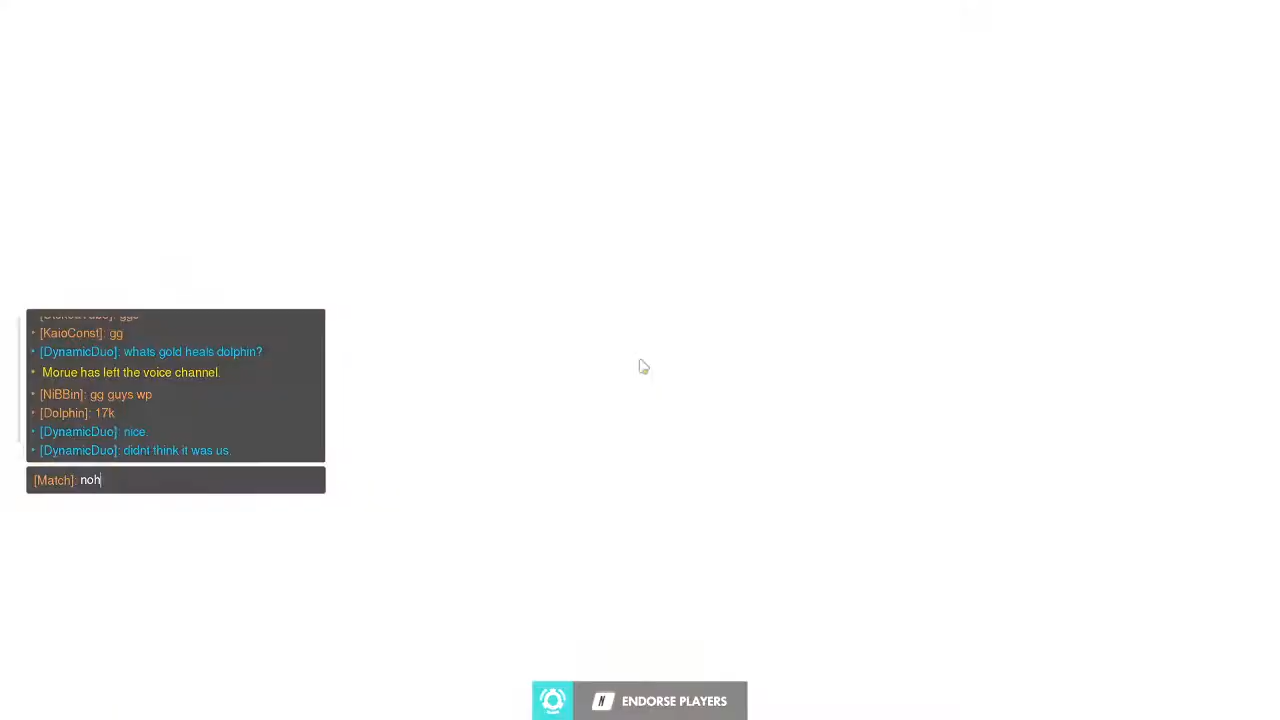 [KaioConst]: gg
[DynamicDuo]: whats gold heals dolphin?
Morue has left the voice channel.
[NiBBin]: gg guys wp
[Dolphin]: 17k
[DynamicDuo]: nice.
[DynamicDuo]: didnt think it was us.
[Match]: noh
N ENDORSE PLAYERS